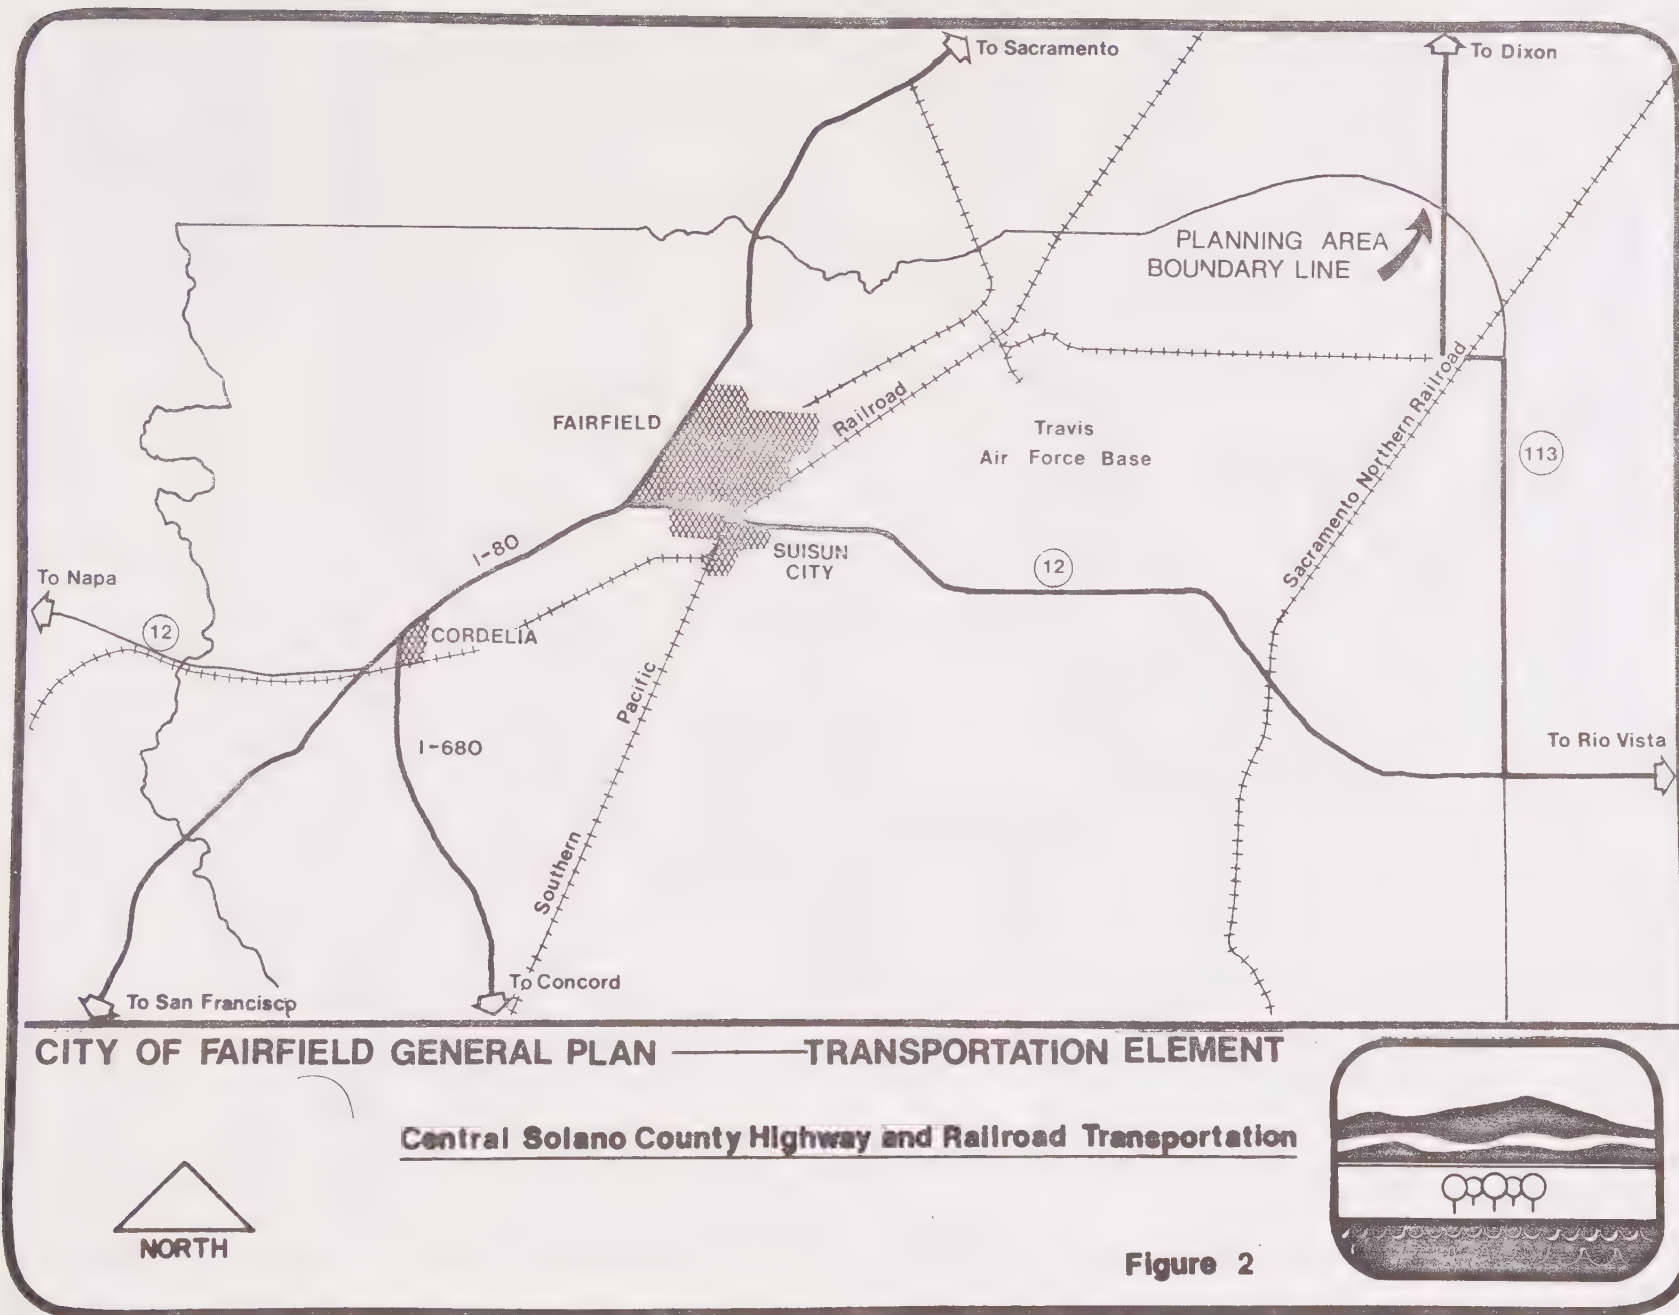 To Sacramento
To Dixon
PLANNING AREA
BOUNDARY LINE
FAIRFIELD
Railroad
Travis
Air Force Base
Sacramento Northern Railroad
113
I-80
SUISUN
CITY
12
To Napa
12
CORDELIA
Pacific
I-680
To Rio Vista
Southern
To Concord
To San Francisco
CITY OF FAIRFIELD GENERAL PLAN TRANSPORTATION ELEMENT
Central Solano County Highway and Railroad Transportation
NORTH
Figure 2